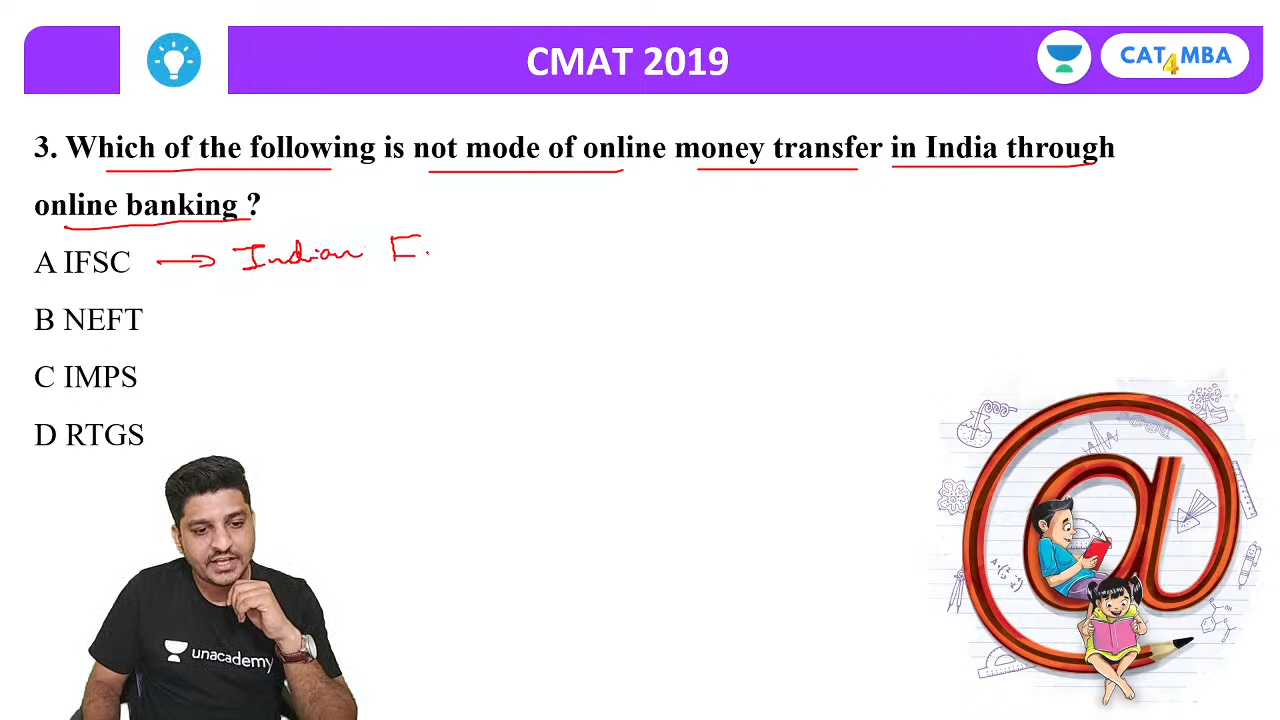 CMAT 2019
CAT4MBA
3. Which of the following is not mode of online money transfer in India through
online banking ?
A IFSC → Indian F
B NEFT
C IMPS
D RTGS
unacademy